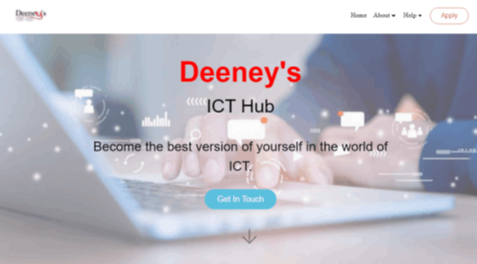 Deeney's
Home About Help Apply
Deeney's
ICT Hub
Become the best version of yourself in the world of
ICT.
Get In Touch